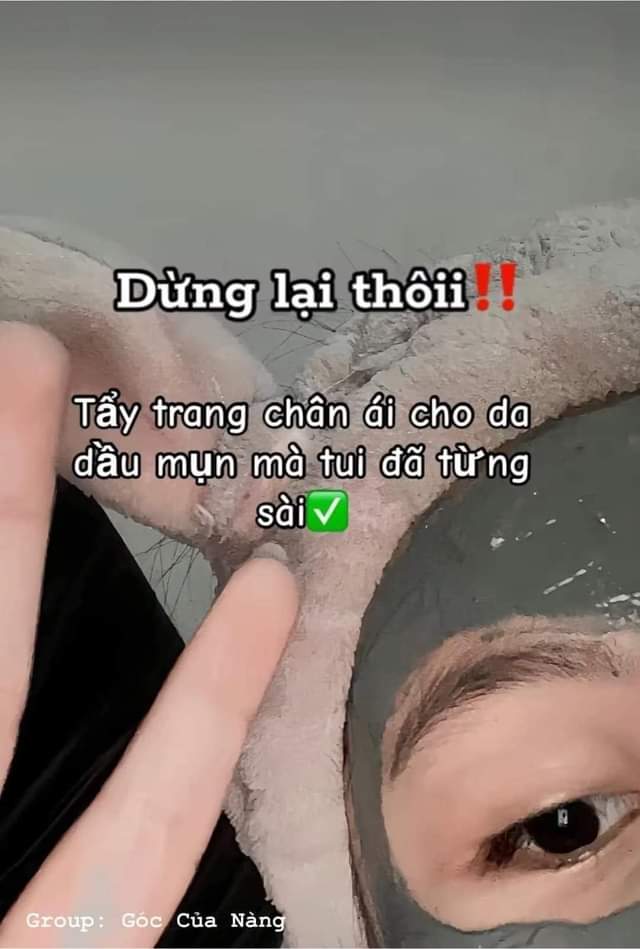 Dừng lại thôii‼️
Tẩy trang chân ái cho da
dầu mụn mà tui đã từng
sài✅
Group: Góc Của Nàng